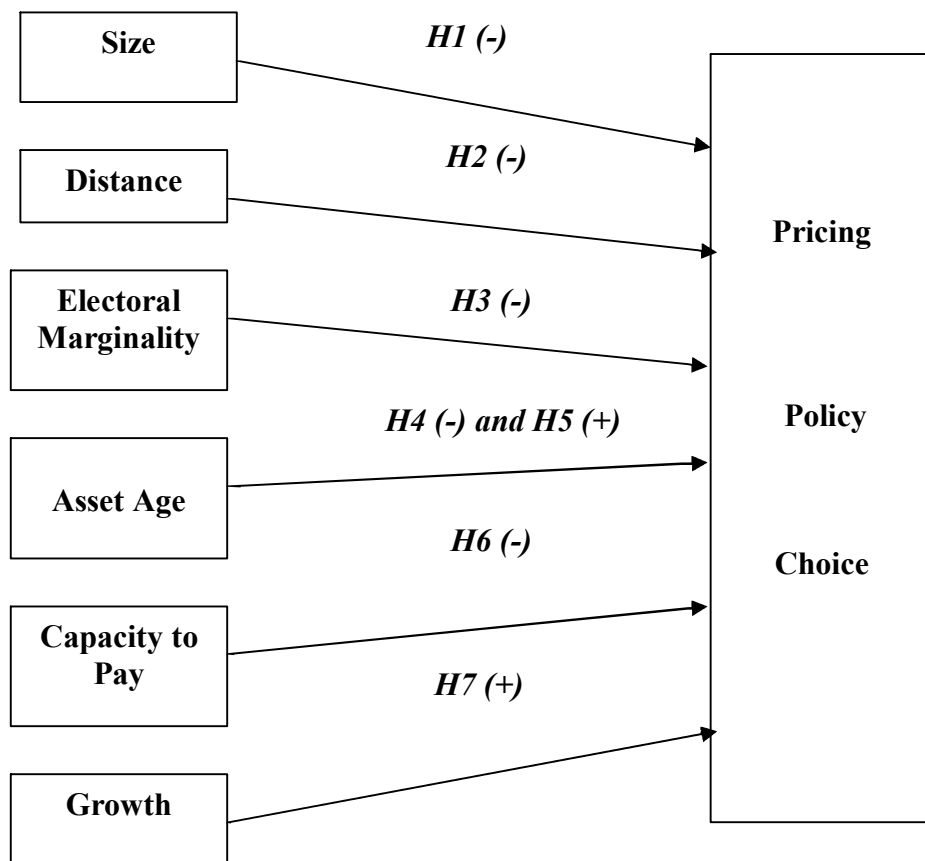 Size
H1 (-)
Distance
H2 (-)
Electoral
Marginality
H3 (-)
Asset Age
H4 (-) and H5 (+)
Capacity to
Pay
H6 (-)
Growth
H7 (+)
Pricing
Policy
Choice